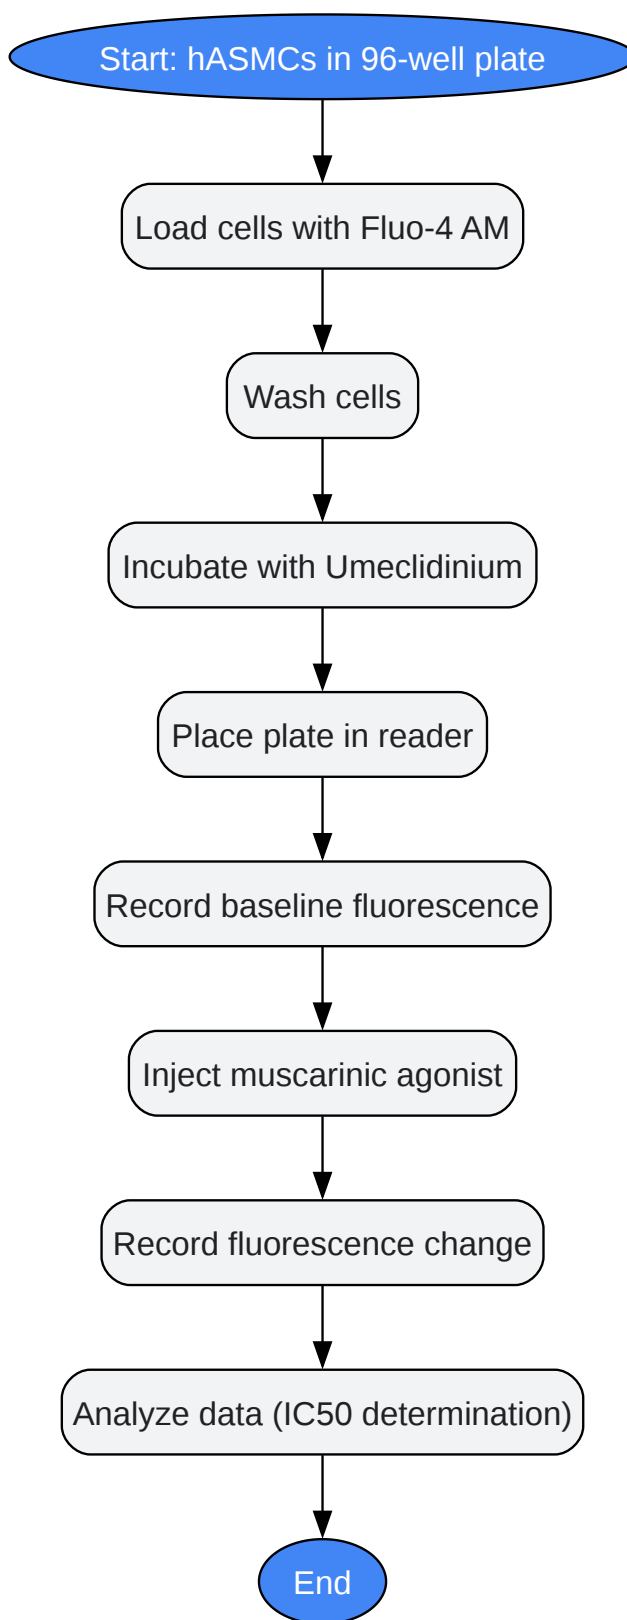 Start: hASMCs in 96-well plate
Load cells with Fluo-4 AM
Wash cells
Incubate with Umeclidinium
Place plate in reader
Record baseline fluorescence
Inject muscarinic agonist
Record fluorescence change
Analyze data (IC50 determination)
End